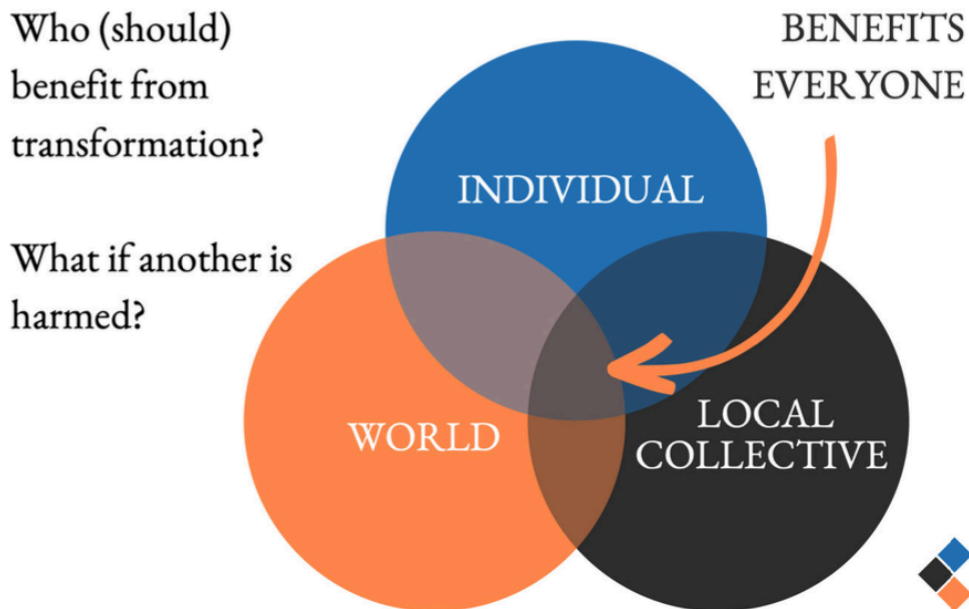 Who (should)
benefit from
transformation?
What if another is
harmed?
BENEFITS
EVERYONE
INDIVIDUAL
WORLD
LOCAL
COLLECTIVE